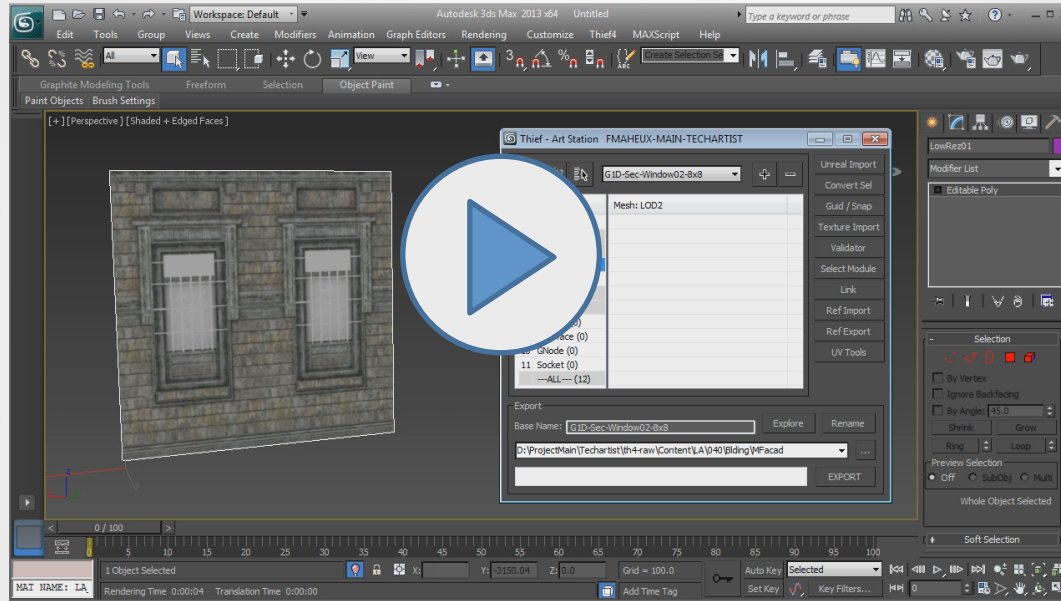 Workspace: Default
Autodesk 3ds Max 2013 x64 Untitled
Type a keyword or phrase
Edit Tools Group Views Create Modifiers Animation Graph Editors Rendering Customize Thief4 MAXScript Help
All
View
3
Create Selection Se
Graphite Modeling Tools Freeform Selection Object Paint
Paint Objects Brush Settings
[+] [Perspective] [Shaded + Edged Faces]
Thief - Art Station FMAHEUX-MAIN-TECHARTIST
G1D-Sec-Window02-8x8
Mesh: LOD2
GNode (0)
11 Socket (0)
---ALL--- (12)
Unreal Import
Convert Sel
Guid / Snap
Texture Import
Validator
Select Module
Link
Ref Import
Ref Export
UV Tools
Export
Base Name: G1D-Sec-Window02-8x8 Explore Rename
D:\ProjectMain\Techartist\th4-raw\Content\LA\040\Blding\MFacad ...
EXPORT
LowRez01
Modifier List
Editable Poly
Selection
By Vertex
Ignore Backfacing
By Angle: 45.0
Shrink Grow
Ring Loop
Preview Selection
Off SubObj Multi
Whole Object Selected
Soft Selection
0 / 100
0 5 10 15 20 25 30 35 40 45 50 55 60 65 70 75 80 85 90 95 100
1 Object Selected X: Y: -3150.04 Z: 0.0 Grid = 100.0 Auto Key Selected
MAT NAME: LA Rendering Time 0:00:04 Translation Time 0:00:00 Add Time Tag Set Key Key Filters... 0